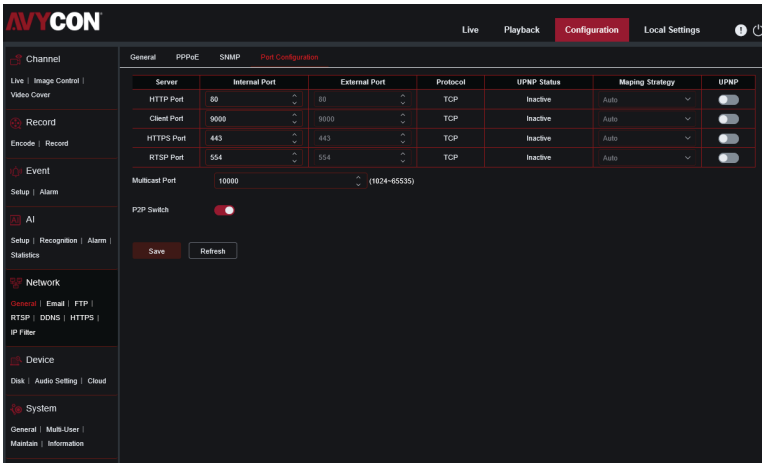 AVYCON
Live Playback Configuration Local Settings
Channel
Live | Image Control |
Video Cover
Record
Encode | Record
Event
Setup | Alarm
AI
Setup | Recognition | Alarm |
Statistics
Network
General | Email | FTP |
RTSP | DDNS | HTTPS |
IP Filter
Device
Disk | Audio Setting | Cloud
System
General | Multi-User |
Maintain | Information
General PPPoE SNMP Port Configuration
Server Internal Port External Port Protocol UPNP Status Maping Strategy UPNP
HTTP Port 80 80 TCP Inactive Auto
Client Port 9000 9000 TCP Inactive Auto
HTTPS Port 443 443 TCP Inactive Auto
RTSP Port 554 554 TCP Inactive Auto
Multicast Port 10000 (1024~65535)
P2P Switch
Save Refresh